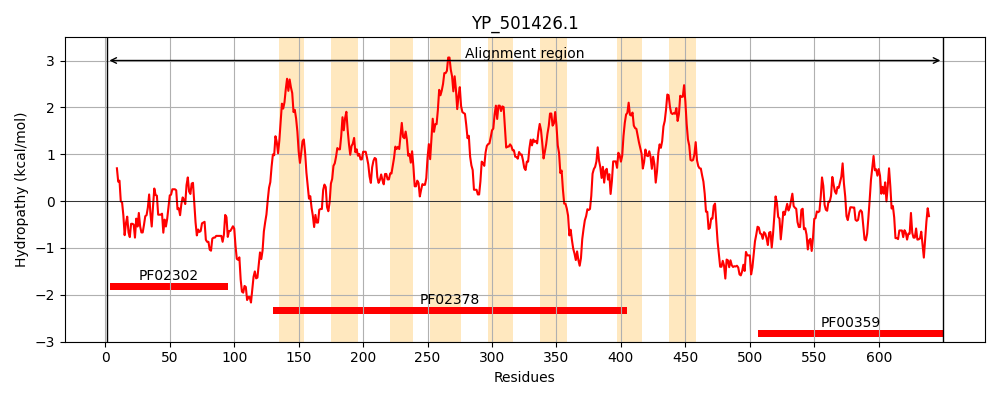 YP_501426.1
Alignment region
Hydropathy (kcal/mol)
3
2
1
0
−1
−2
−3
PF02302
PF02378
PF00359
0 50 100 150 200 250 300 350 400 450 500 550 600
Residues